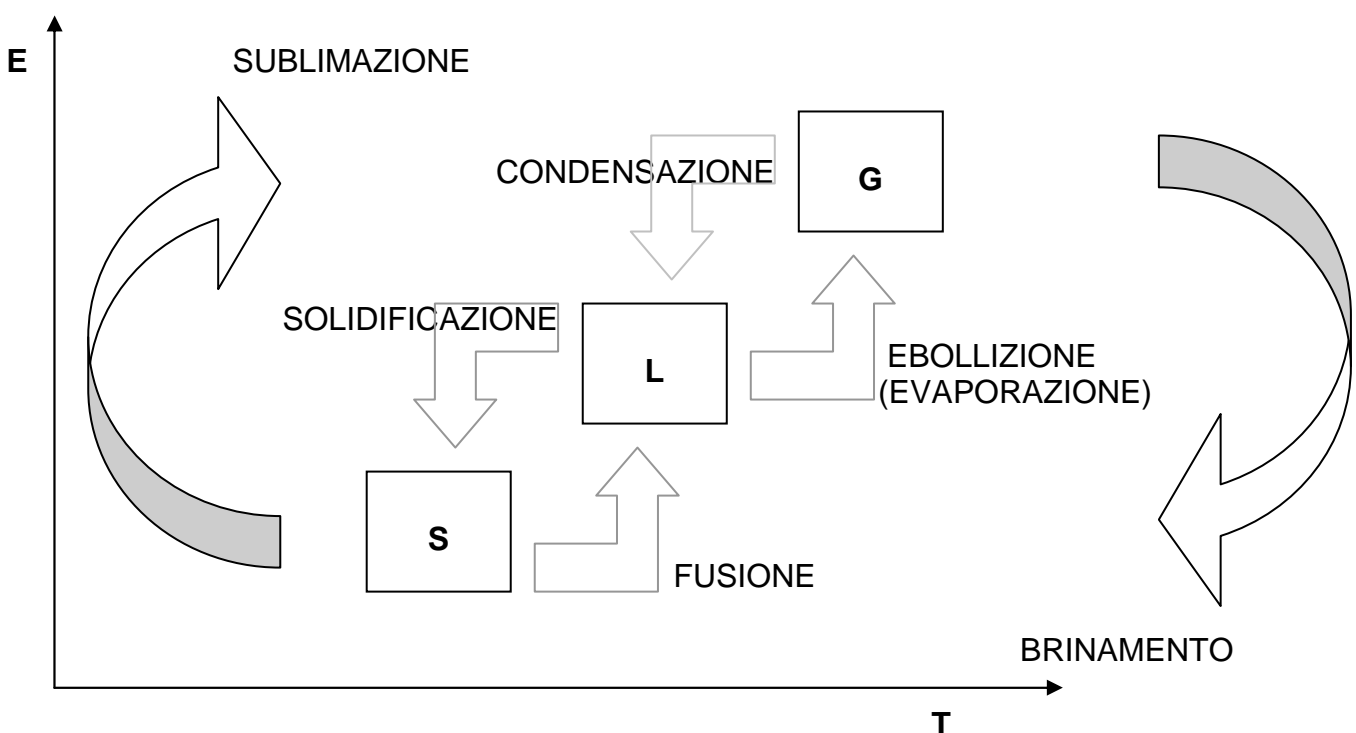 E
SUBLIMAZIONE
CONDENSAZIONE
G
SOLIDIFICAZIONE
L
EBOLLIZIONE
(EVAPORAZIONE)
S
FUSIONE
BRINAMENTO
T